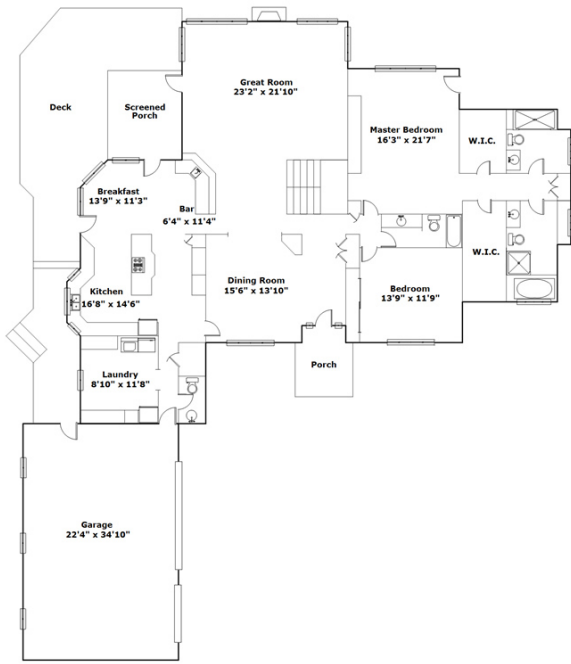 Great Room
23'2" x 21'10"
Deck
Screened
Porch
Master Bedroom
16'3" x 21'7"
W.I.C.
Breakfast
13'9" x 11'3"
Bar
6'4" x 11'4"
W.I.C.
Dining Room
15'6" x 13'10"
Bedroom
13'9" x 11'9"
Kitchen
16'8" x 14'6"
Porch
Laundry
8'10" x 11'8"
Garage
22'4" x 34'10"